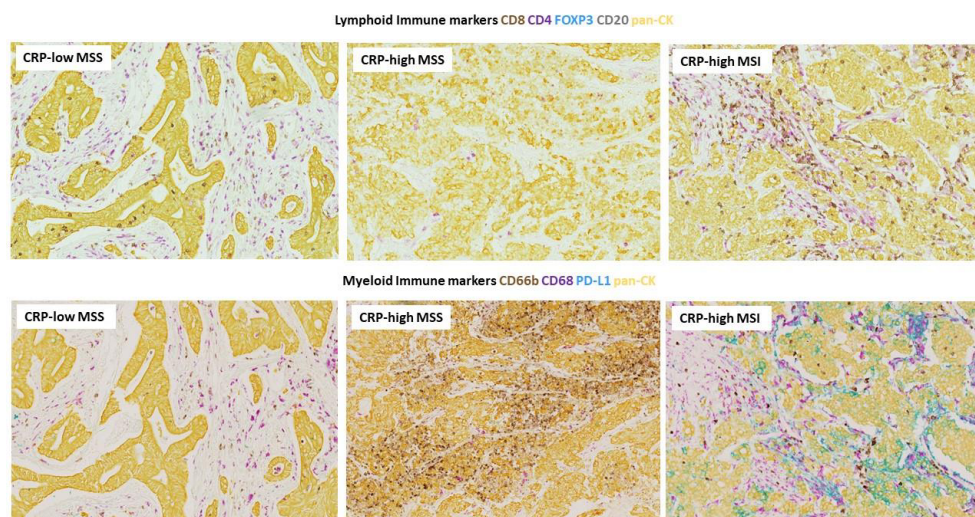 Lymphoid Immune markers CD8 CD4 FOXP3 CD20 pan-CK
CRP-low MSS
CRP-high MSS
CRP-high MSI
Myeloid Immune markers CD66b CD68 PD-L1 pan-CK
CRP-low MSS
CRP-high MSS
CRP-high MSI